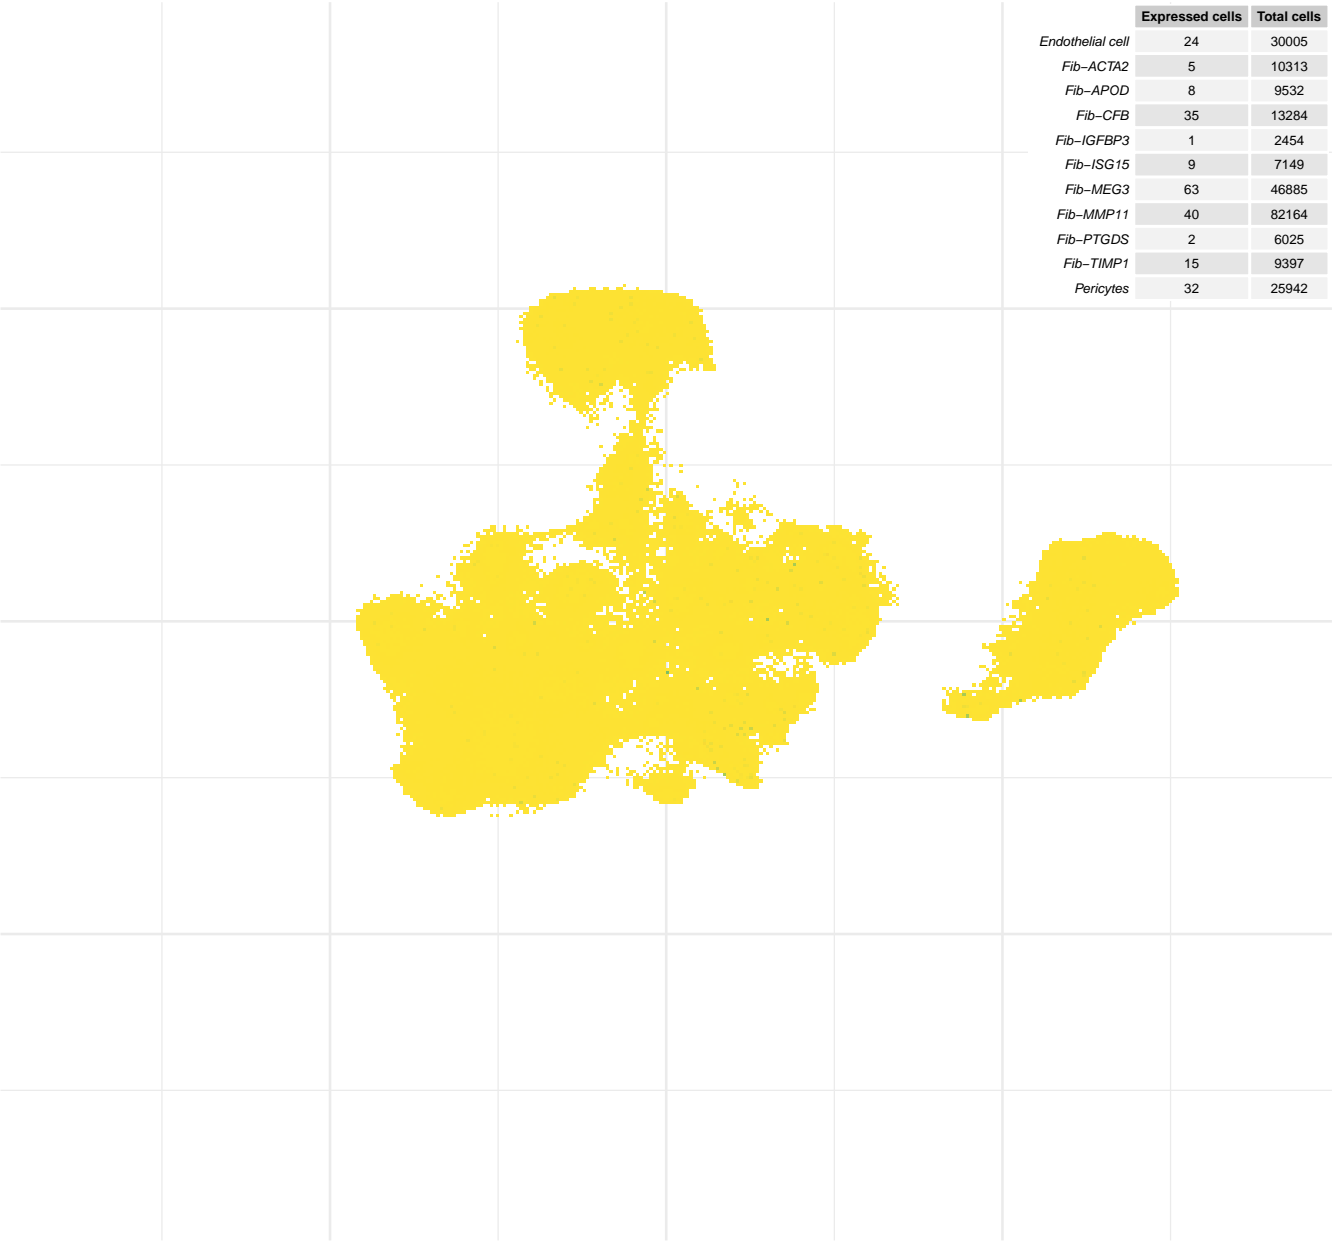 Expressed cells Total cells
Endothelial cell 24 30005
Fib−ACTA2 5 10313
Fib−APOD 8 9532
Fib−CFB 35 13284
Fib−IGFBP3 1 2454
Fib−ISG15 9 7149
Fib−MEG3 63 46885
Fib−MMP11 40 82164
Fib−PTGDS 2 6025
Fib−TIMP1 15 9397
Pericytes 32 25942